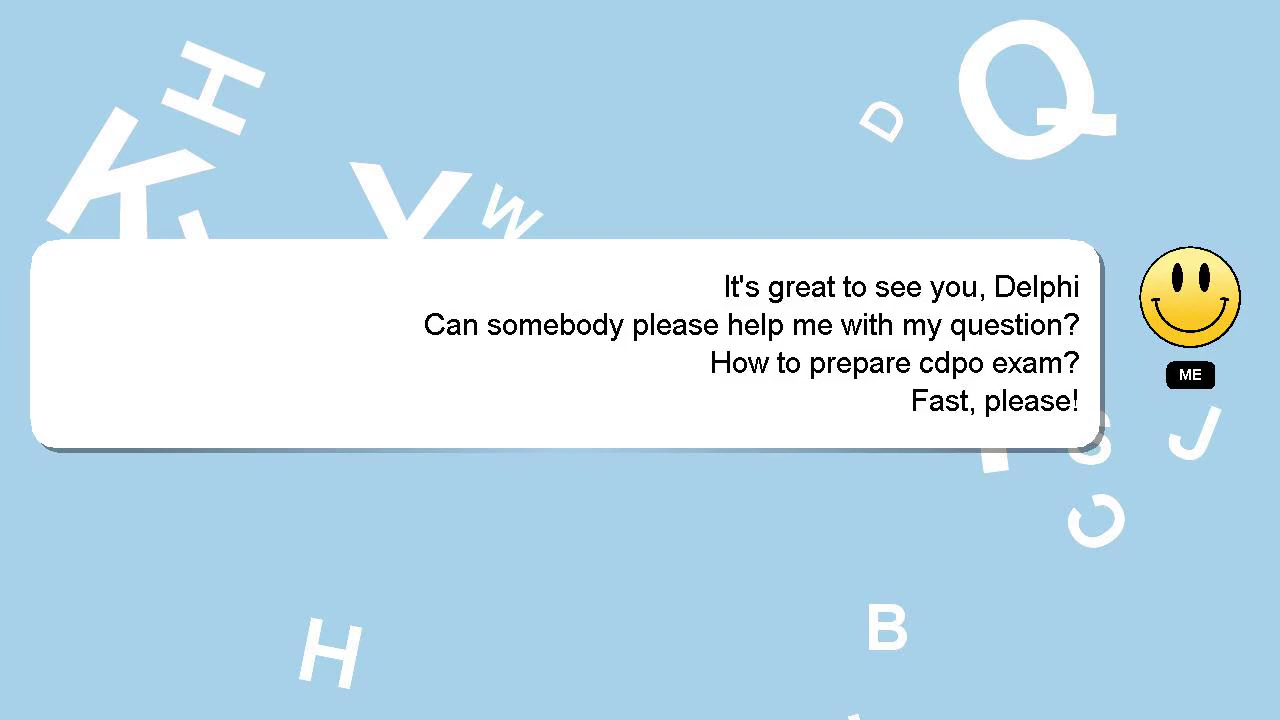 It's great to see you, Delphi
Can somebody please help me with my question?
How to prepare cdpo exam?
Fast, please!
ME
H
K
Y
W
D
Q
S
J
C
H
B